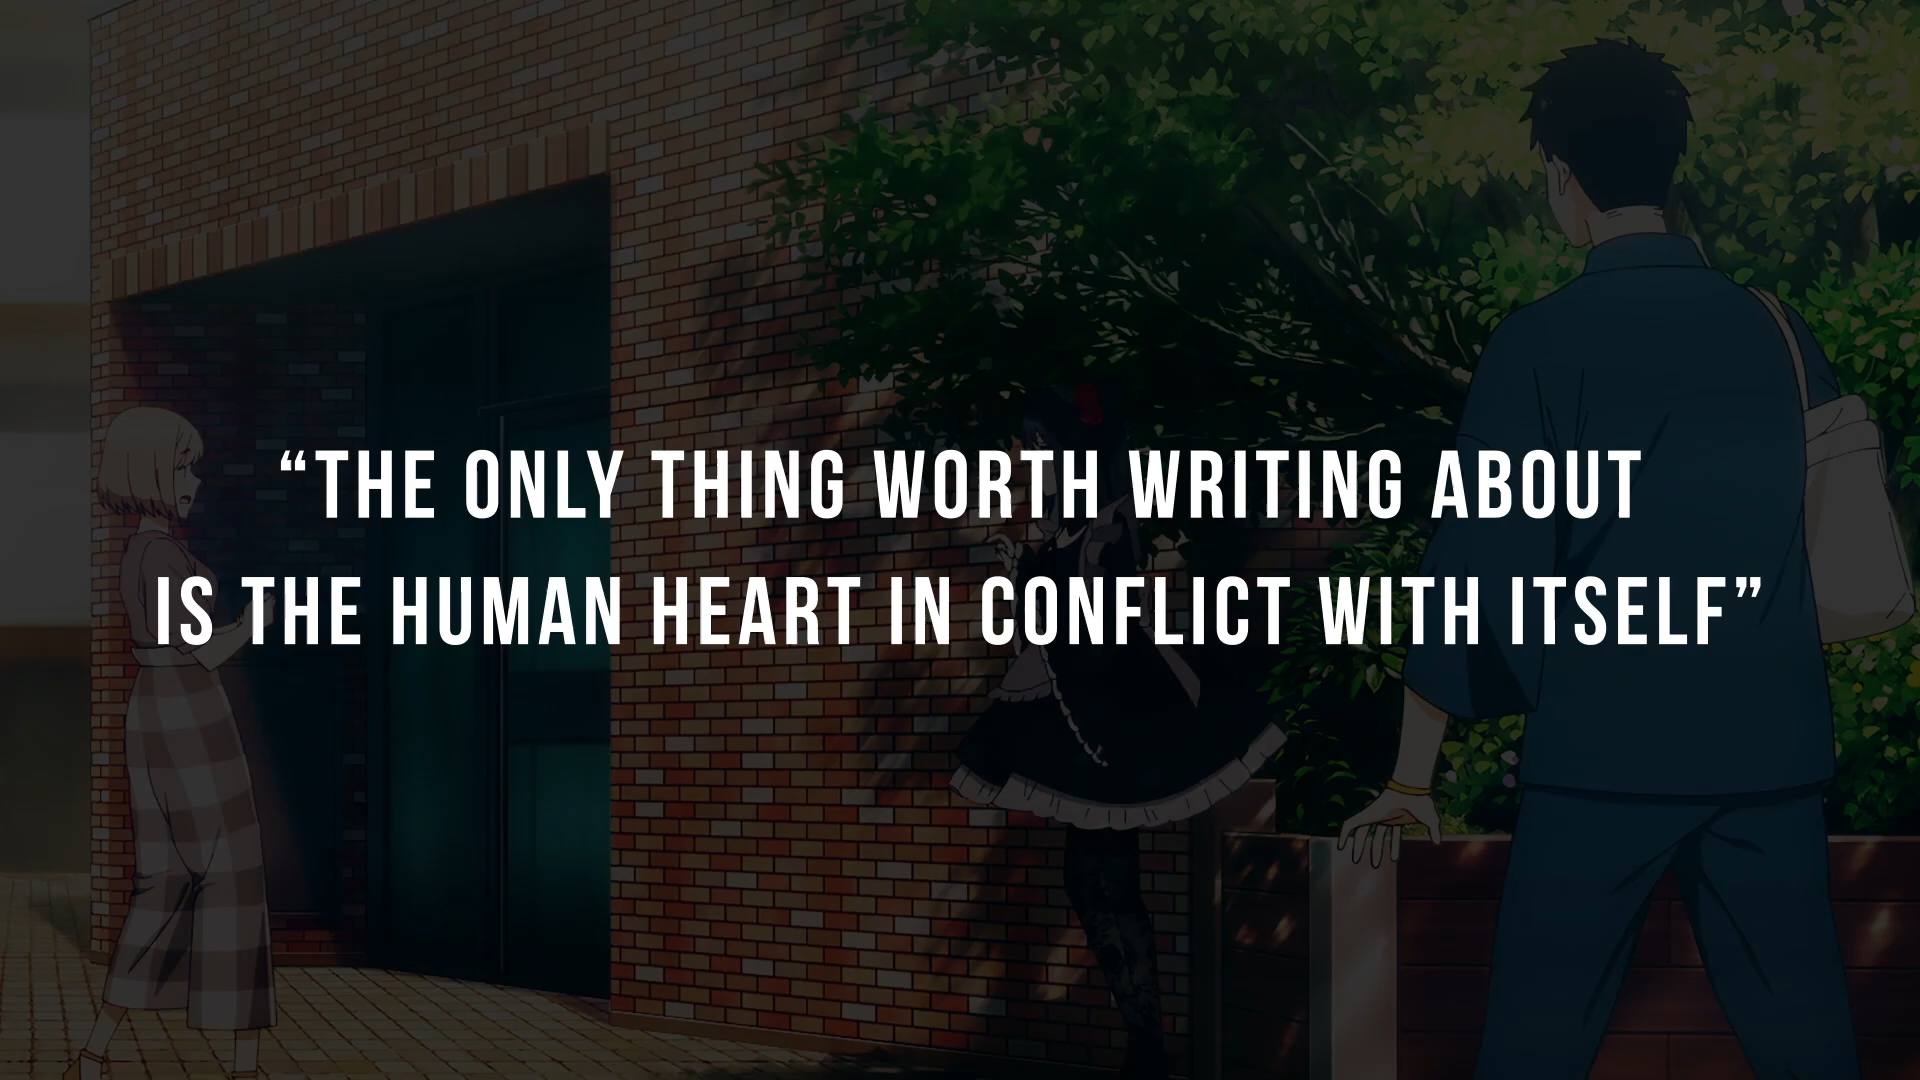 “THE ONLY THING WORTH WRITING ABOUT
IS THE HUMAN HEART IN CONFLICT WITH ITSELF”